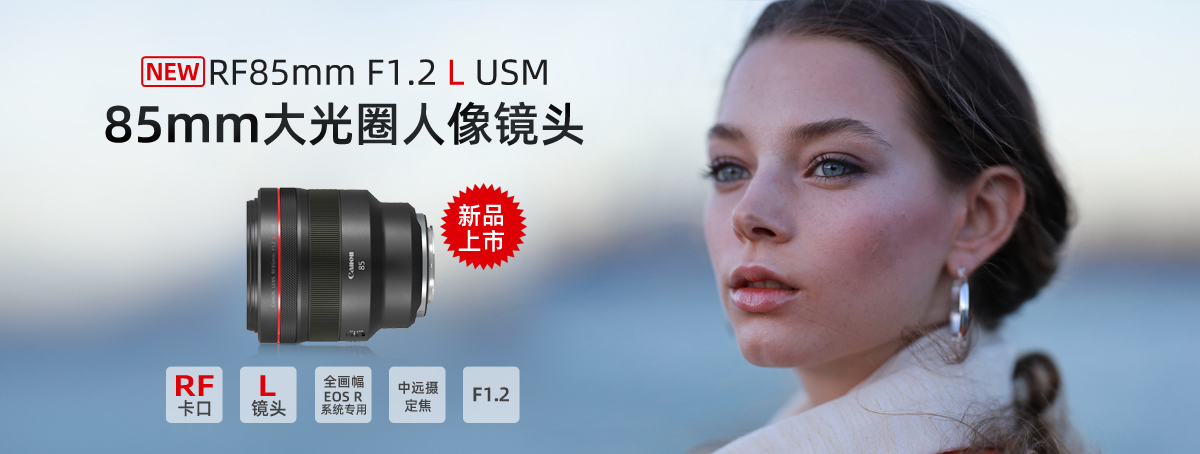 NEW RF85mm F1.2 L USM
85mm大光圈人像镜头
新品
上市
Canon
85
RF
卡口
L
镜头
全画幅
EOS R
系统专用
中远摄
定焦
F1.2